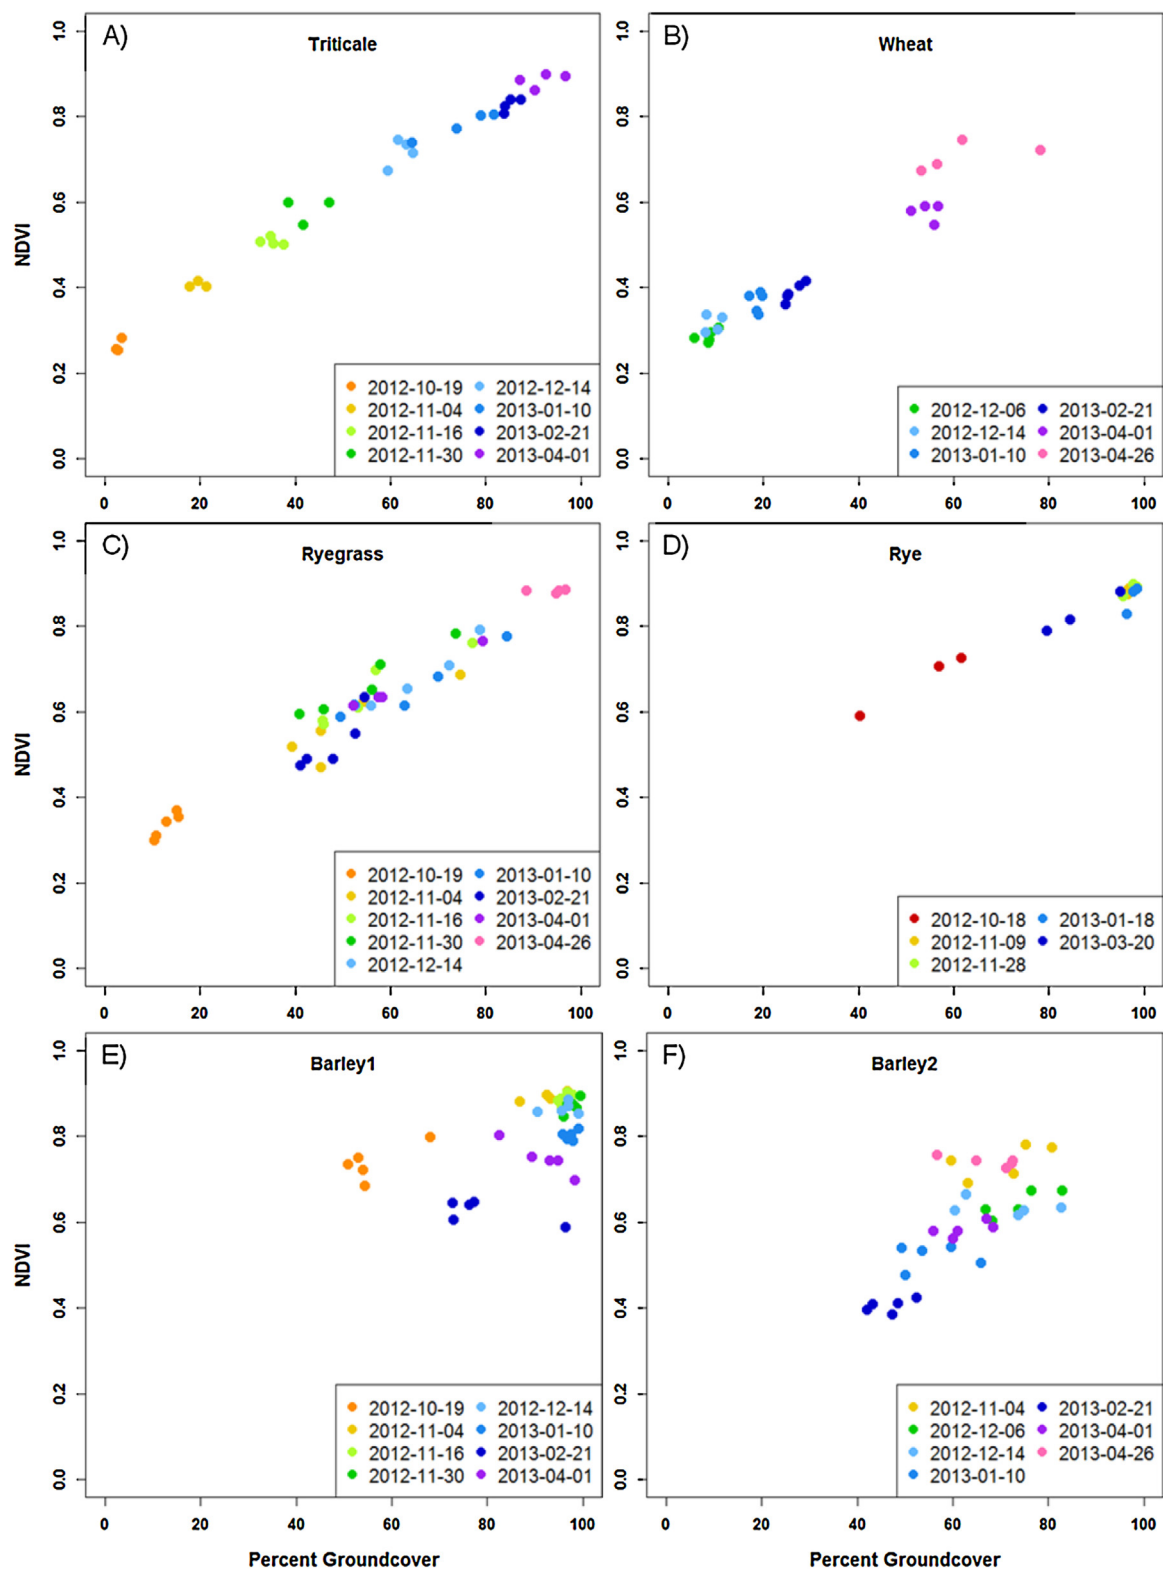 A)
Triticale
NDVI
1.0
0.8
0.6
0.4
0.2
0.0
0 20 40 60 80 100
2012-10-19 2012-12-14
2012-11-04 2013-01-10
2012-11-16 2013-02-21
2012-11-30 2013-04-01
B)
Wheat
1.0
0.8
0.6
0.4
0.2
0.0
0 20 40 60 80 100
2012-12-06 2013-02-21
2012-12-14 2013-04-01
2013-01-10 2013-04-26
C)
Ryegrass
NDVI
1.0
0.8
0.6
0.4
0.2
0.0
0 20 40 60 80 100
2012-10-19 2013-01-10
2012-11-04 2013-02-21
2012-11-16 2013-04-01
2012-11-30 2013-04-26
2012-12-14
D)
Rye
1.0
0.8
0.6
0.4
0.2
0.0
0 20 40 60 80 100
2012-10-18 2013-01-18
2012-11-09 2013-03-20
2012-11-28
E)
Barley1
NDVI
1.0
0.8
0.6
0.4
0.2
0.0
0 20 40 60 80 100
Percent Groundcover
2012-10-19 2012-12-14
2012-11-04 2013-01-10
2012-11-16 2013-02-21
2012-11-30 2013-04-01
F)
Barley2
1.0
0.8
0.6
0.4
0.2
0.0
0 20 40 60 80 100
Percent Groundcover
2012-11-04 2013-02-21
2012-12-06 2013-04-01
2012-12-14 2013-04-26
2013-01-10